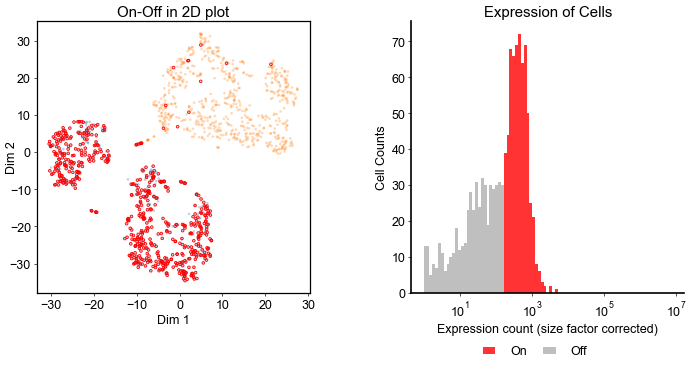 On-Off in 2D plot
Dim 2
30
20
10
0
−10
−20
−30
−30 −20 −10 0 10 20 30
Dim 1
Expression of Cells
Cell Counts
70
60
50
40
30
20
10
0
10^1 10^3 10^5 10^7
Expression count (size factor corrected)
On Off